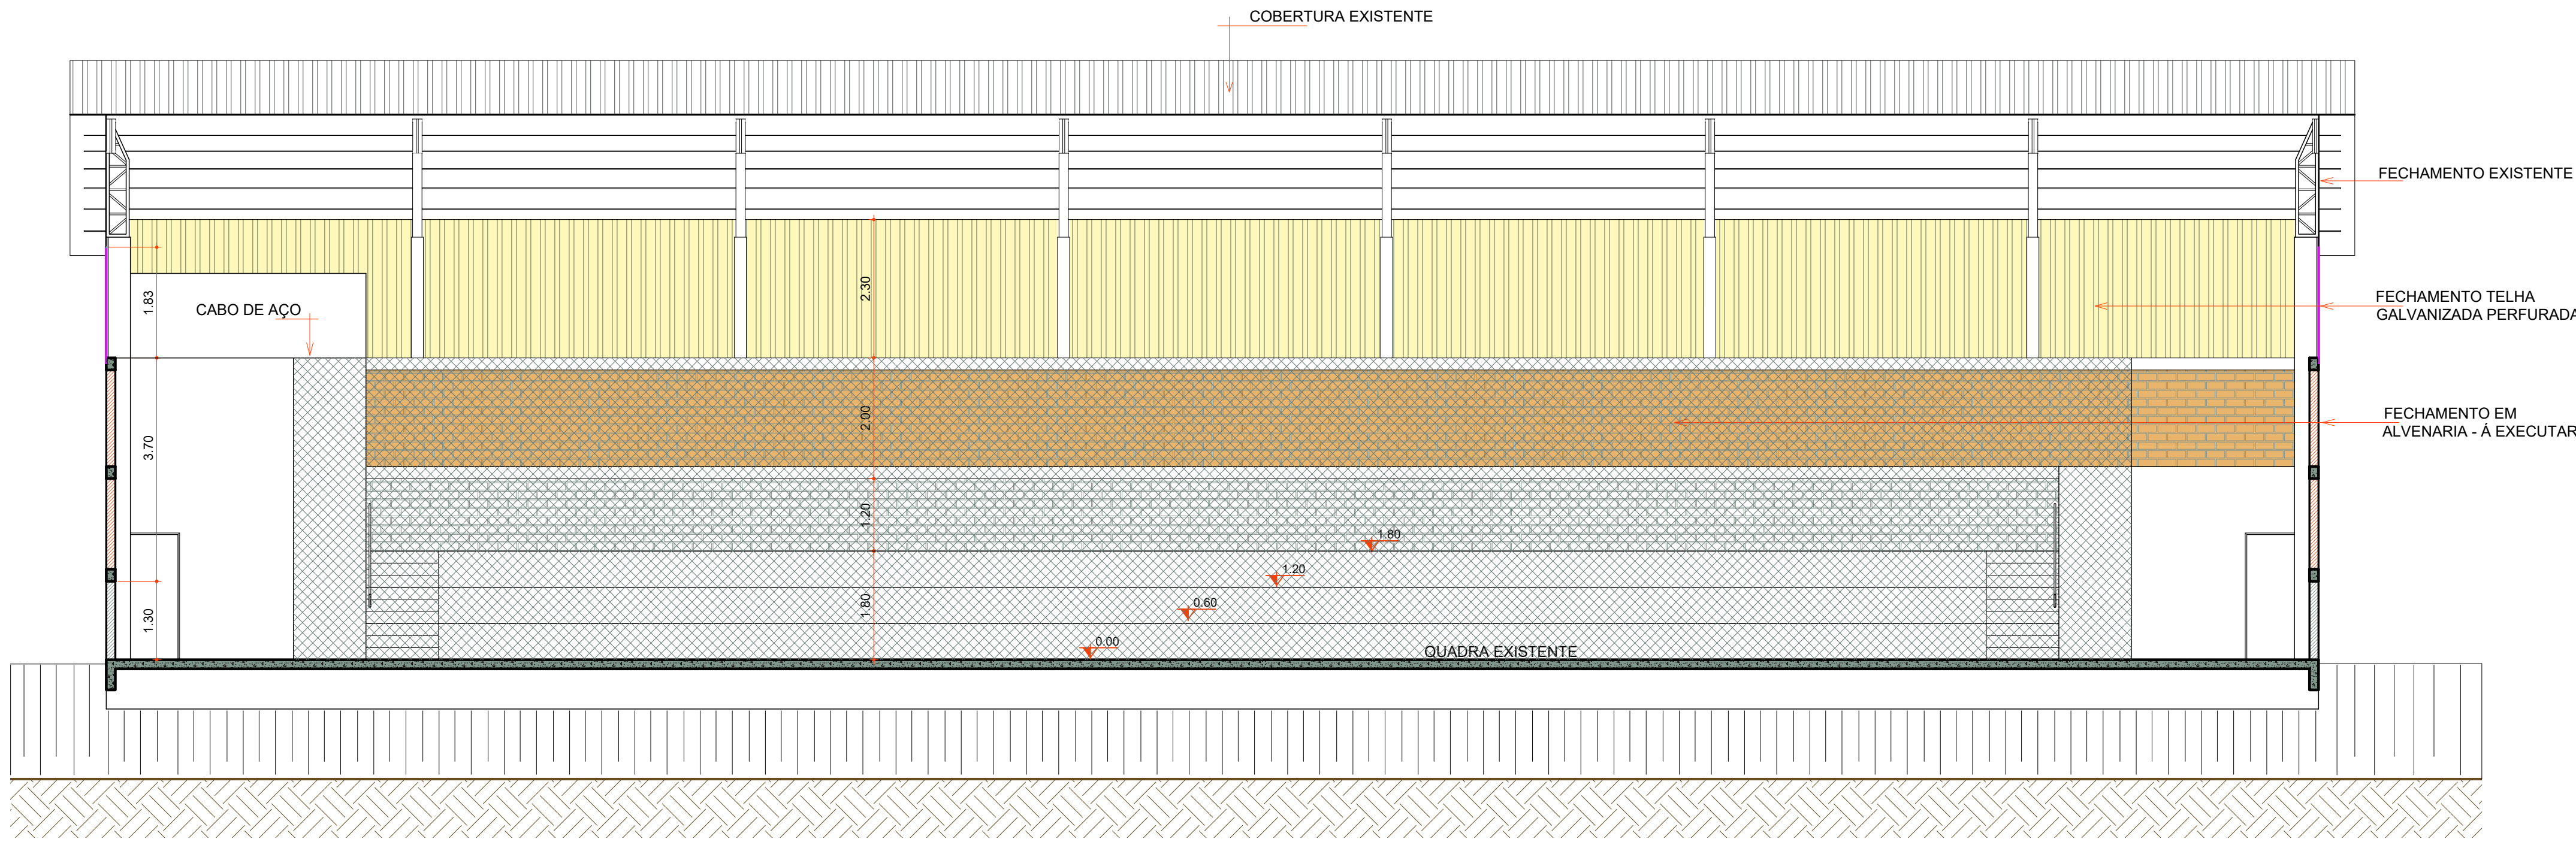 COBERTURA EXISTENTE
FECHAMENTO EXISTENTE
2.30
1.83
FECHAMENTO TELHA
GALVANIZADA PERFURADA
CABO DE AÇO
2.00
FECHAMENTO EM
ALVENARIA - Á EXECUTAR
3.70
1.20
1.80
1.20
0.60
1.80
1.30
0.00
QUADRA EXISTENTE